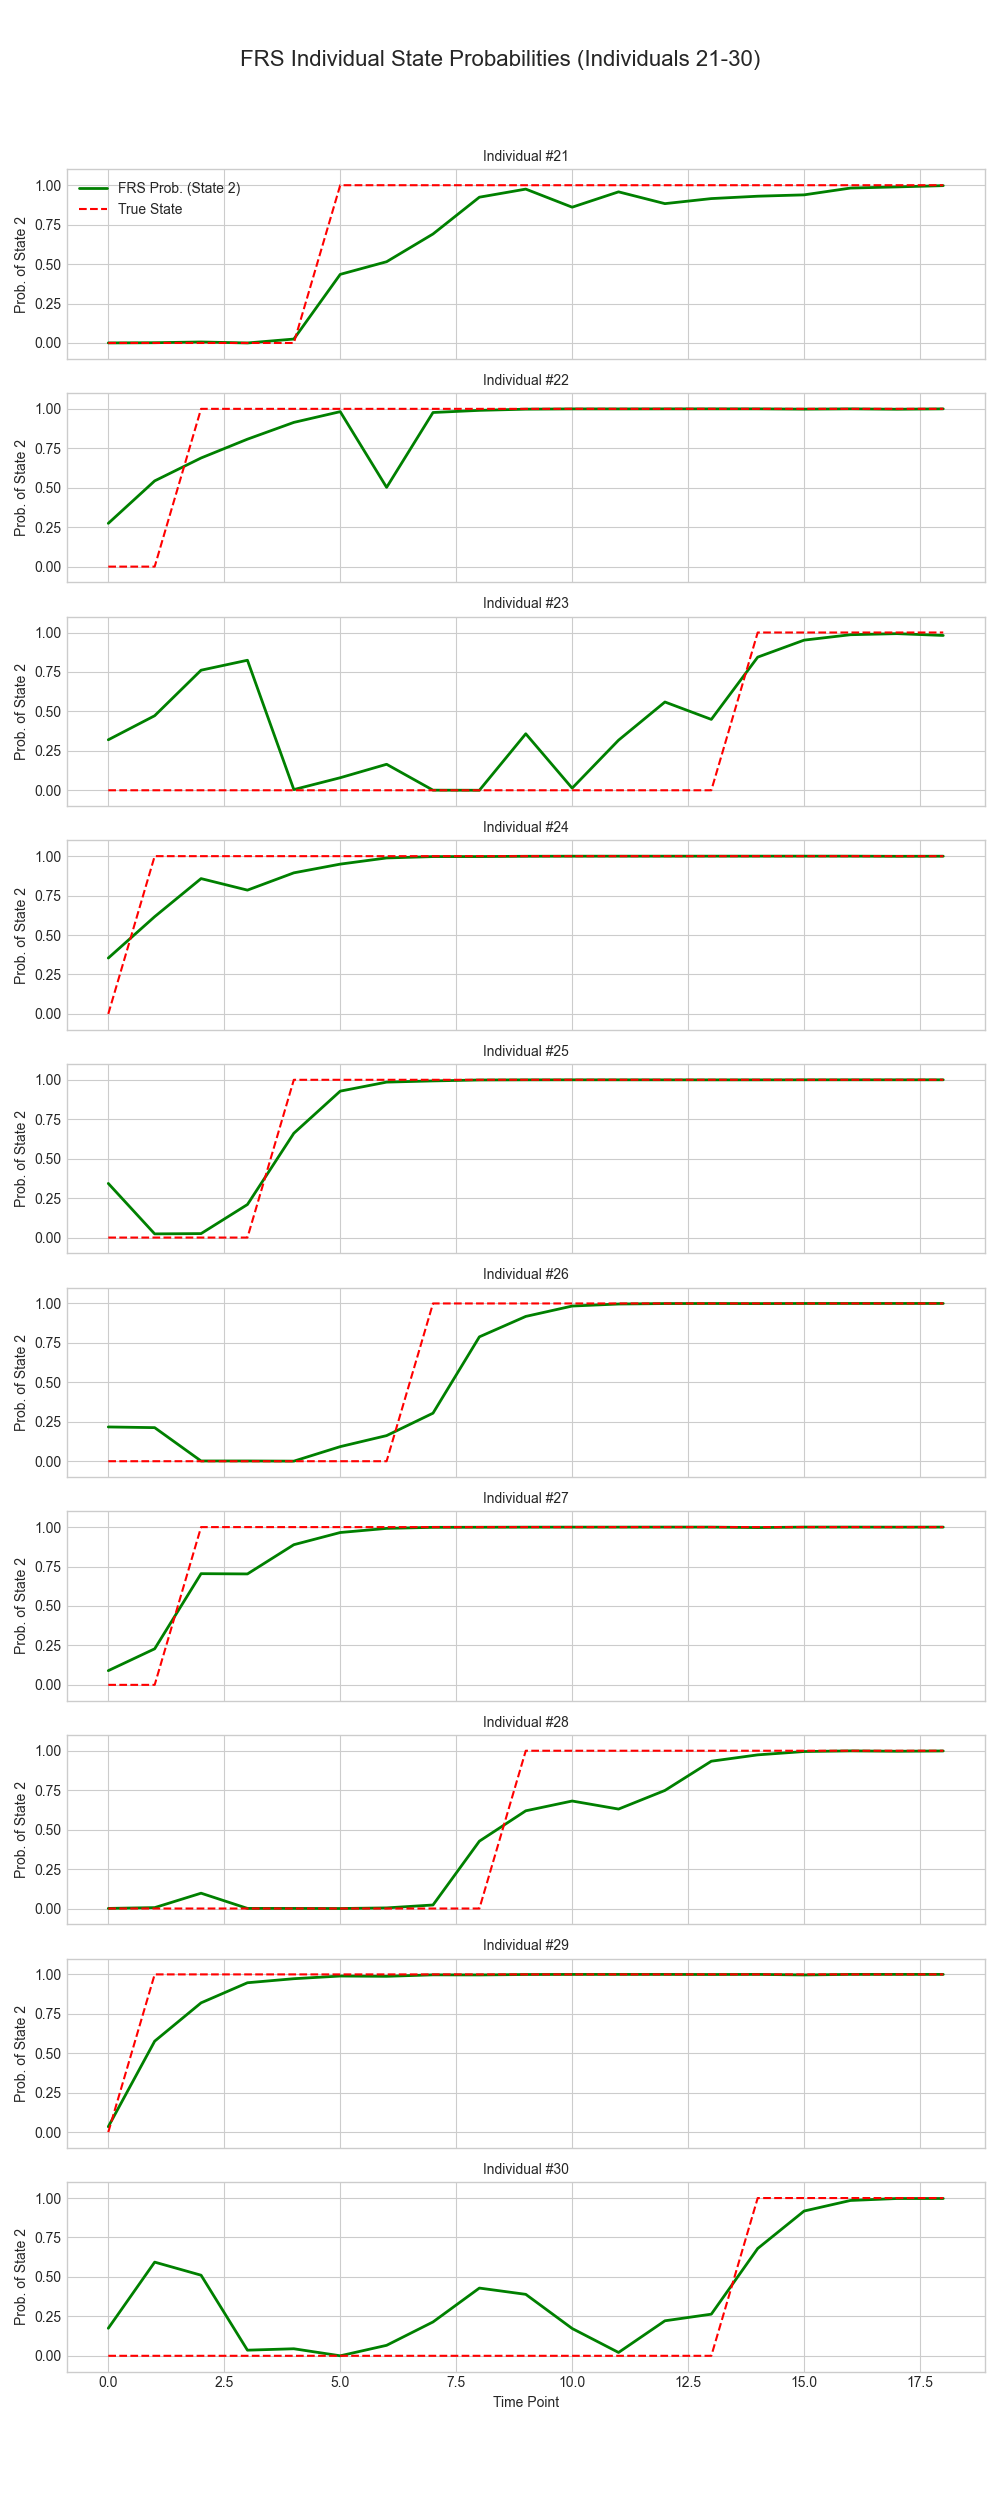 FRS Individual State Probabilities (Individuals 21-30)
Individual #21
FRS Prob. (State 2)
True State
1.00
0.75
0.50
0.25
0.00
Prob. of State 2
Individual #22
1.00
0.75
0.50
0.25
0.00
Prob. of State 2
Individual #23
1.00
0.75
0.50
0.25
0.00
Prob. of State 2
Individual #24
1.00
0.75
0.50
0.25
0.00
Prob. of State 2
Individual #25
1.00
0.75
0.50
0.25
0.00
Prob. of State 2
Individual #26
1.00
0.75
0.50
0.25
0.00
Prob. of State 2
Individual #27
1.00
0.75
0.50
0.25
0.00
Prob. of State 2
Individual #28
1.00
0.75
0.50
0.25
0.00
Prob. of State 2
Individual #29
1.00
0.75
0.50
0.25
0.00
Prob. of State 2
Individual #30
1.00
0.75
0.50
0.25
0.00
Prob. of State 2
0.0 2.5 5.0 7.5 10.0 12.5 15.0 17.5
Time Point